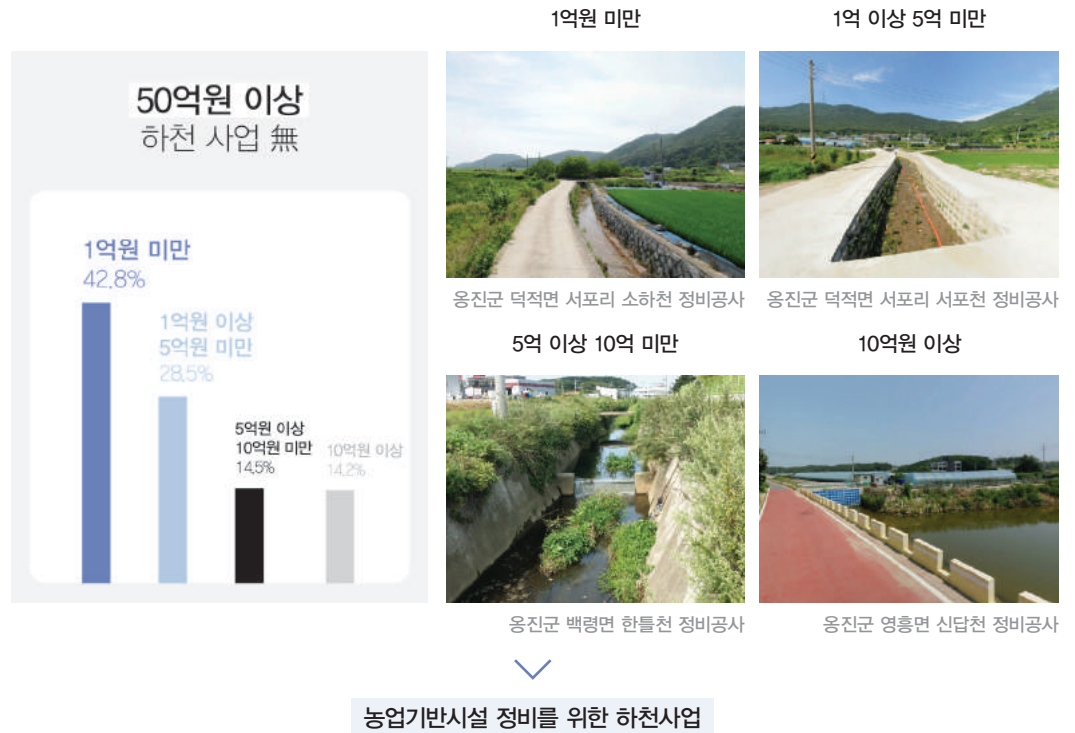 50억원 이상
하천 사업 無
1억원 미만
42.8%
1억원 이상
5억원 미만
28.5%
5억원 이상
10억원 미만
14.5%
10억원 이상
14.2%
1억원 미만
옹진군 덕적면 서포리 소하천 정비공사
1억 이상 5억 미만
옹진군 덕적면 서포리 서포천 정비공사
5억 이상 10억 미만
옹진군 백령면 한틀천 정비공사
10억원 이상
옹진군 영흥면 신답천 정비공사
농업기반시설 정비를 위한 하천사업